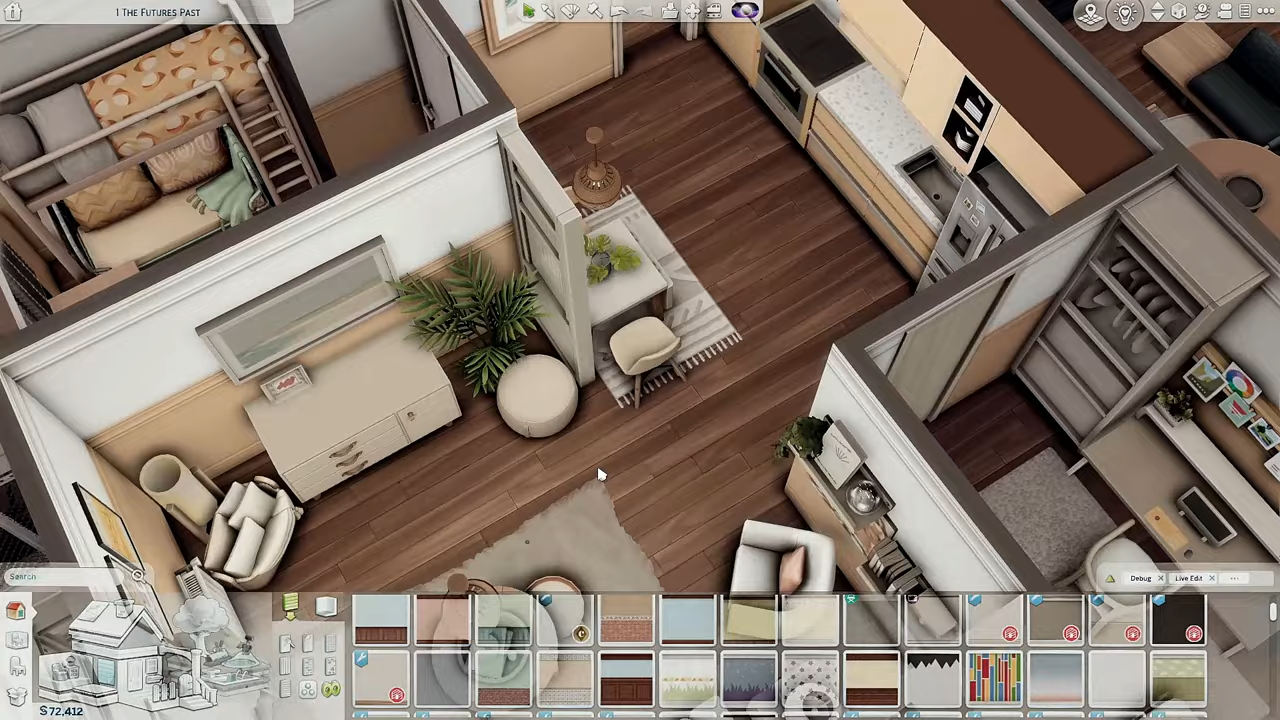 1 THE FUTURES PAST
Search
Debug
Live Edit
$72,412